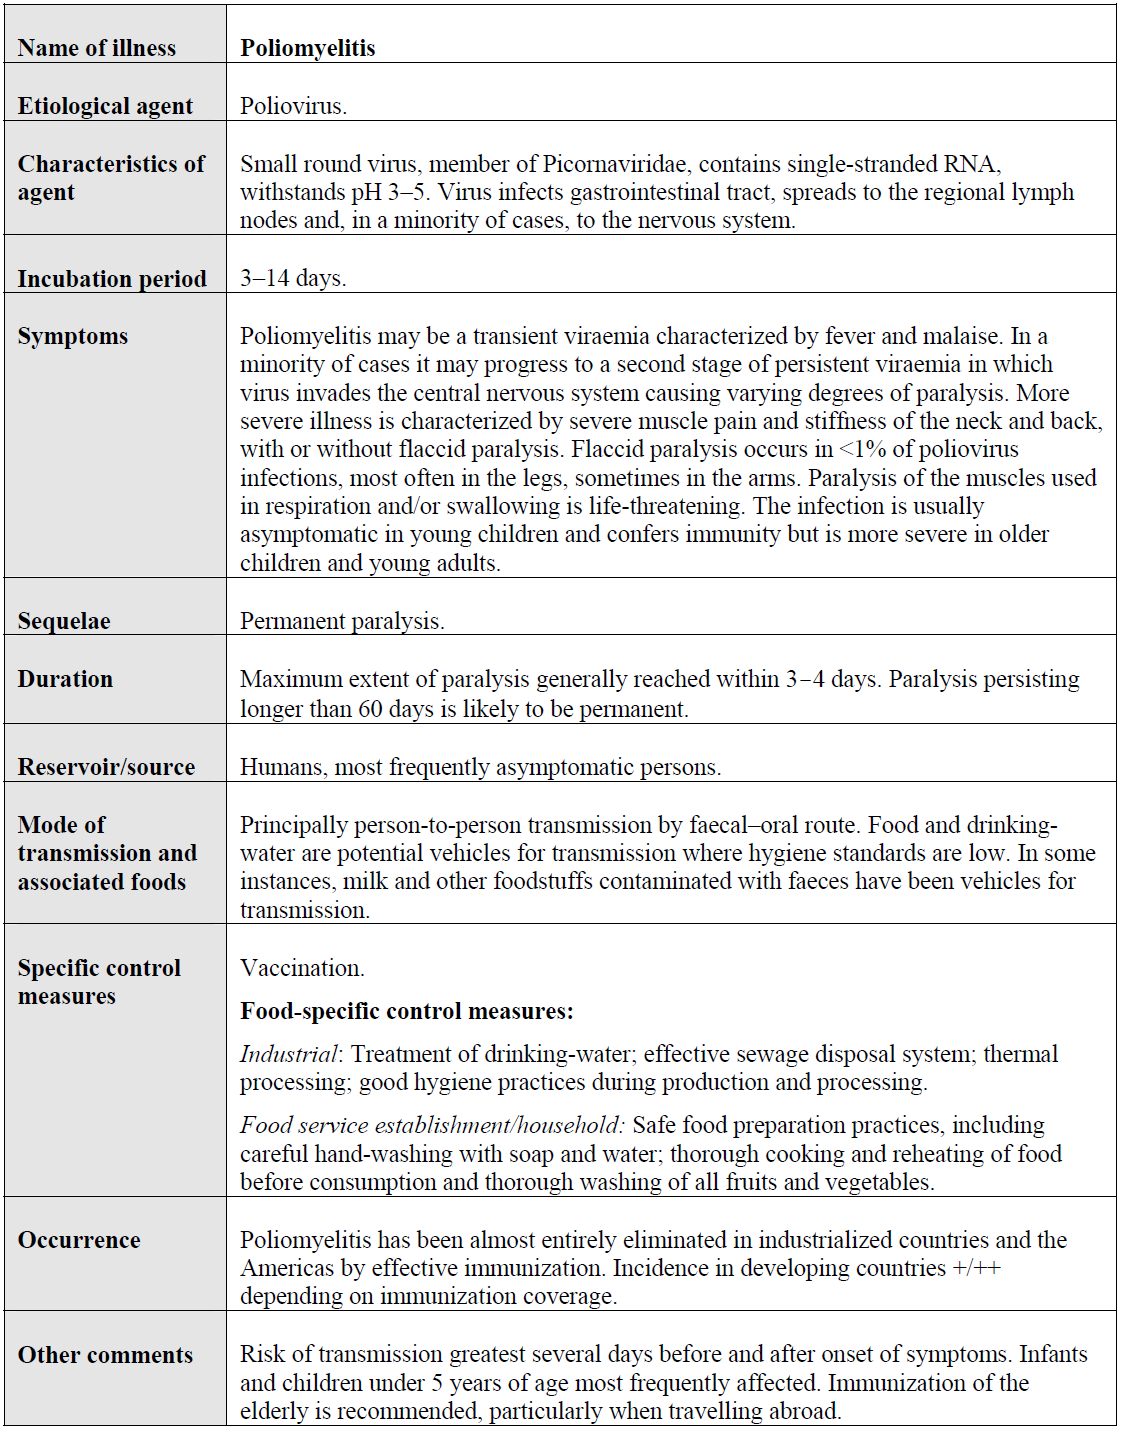 Name of illness
Poliomyelitis
Etiological agent
Poliovirus.
Characteristics of
agent
Small round virus, member of Picornaviridae, contains single-stranded RNA,
withstands pH 3–5. Virus infects gastrointestinal tract, spreads to the regional lymph
nodes and, in a minority of cases, to the nervous system.
Incubation period
3–14 days.
Symptoms
Poliomyelitis may be a transient viraemia characterized by fever and malaise. In a
minority of cases it may progress to a second stage of persistent viraemia in which
virus invades the central nervous system causing varying degrees of paralysis. More
severe illness is characterized by severe muscle pain and stiffness of the neck and back,
with or without flaccid paralysis. Flaccid paralysis occurs in <1% of poliovirus
infections, most often in the legs, sometimes in the arms. Paralysis of the muscles used
in respiration and/or swallowing is life-threatening. The infection is usually
asymptomatic in young children and confers immunity but is more severe in older
children and young adults.
Sequelae
Permanent paralysis.
Duration
Maximum extent of paralysis generally reached within 3–4 days. Paralysis persisting
longer than 60 days is likely to be permanent.
Reservoir/source
Humans, most frequently asymptomatic persons.
Mode of
transmission and
associated foods
Principally person-to-person transmission by faecal–oral route. Food and drinking-
water are potential vehicles for transmission where hygiene standards are low. In some
instances, milk and other foodstuffs contaminated with faeces have been vehicles for
transmission.
Specific control
measures
Vaccination.
Food-specific control measures:
Industrial: Treatment of drinking-water; effective sewage disposal system; thermal
processing; good hygiene practices during production and processing.
Food service establishment/household: Safe food preparation practices, including
careful hand-washing with soap and water; thorough cooking and reheating of food
before consumption and thorough washing of all fruits and vegetables.
Occurrence
Poliomyelitis has been almost entirely eliminated in industrialized countries and the
Americas by effective immunization. Incidence in developing countries +/++
depending on immunization coverage.
Other comments
Risk of transmission greatest several days before and after onset of symptoms. Infants
and children under 5 years of age most frequently affected. Immunization of the
elderly is recommended, particularly when travelling abroad.